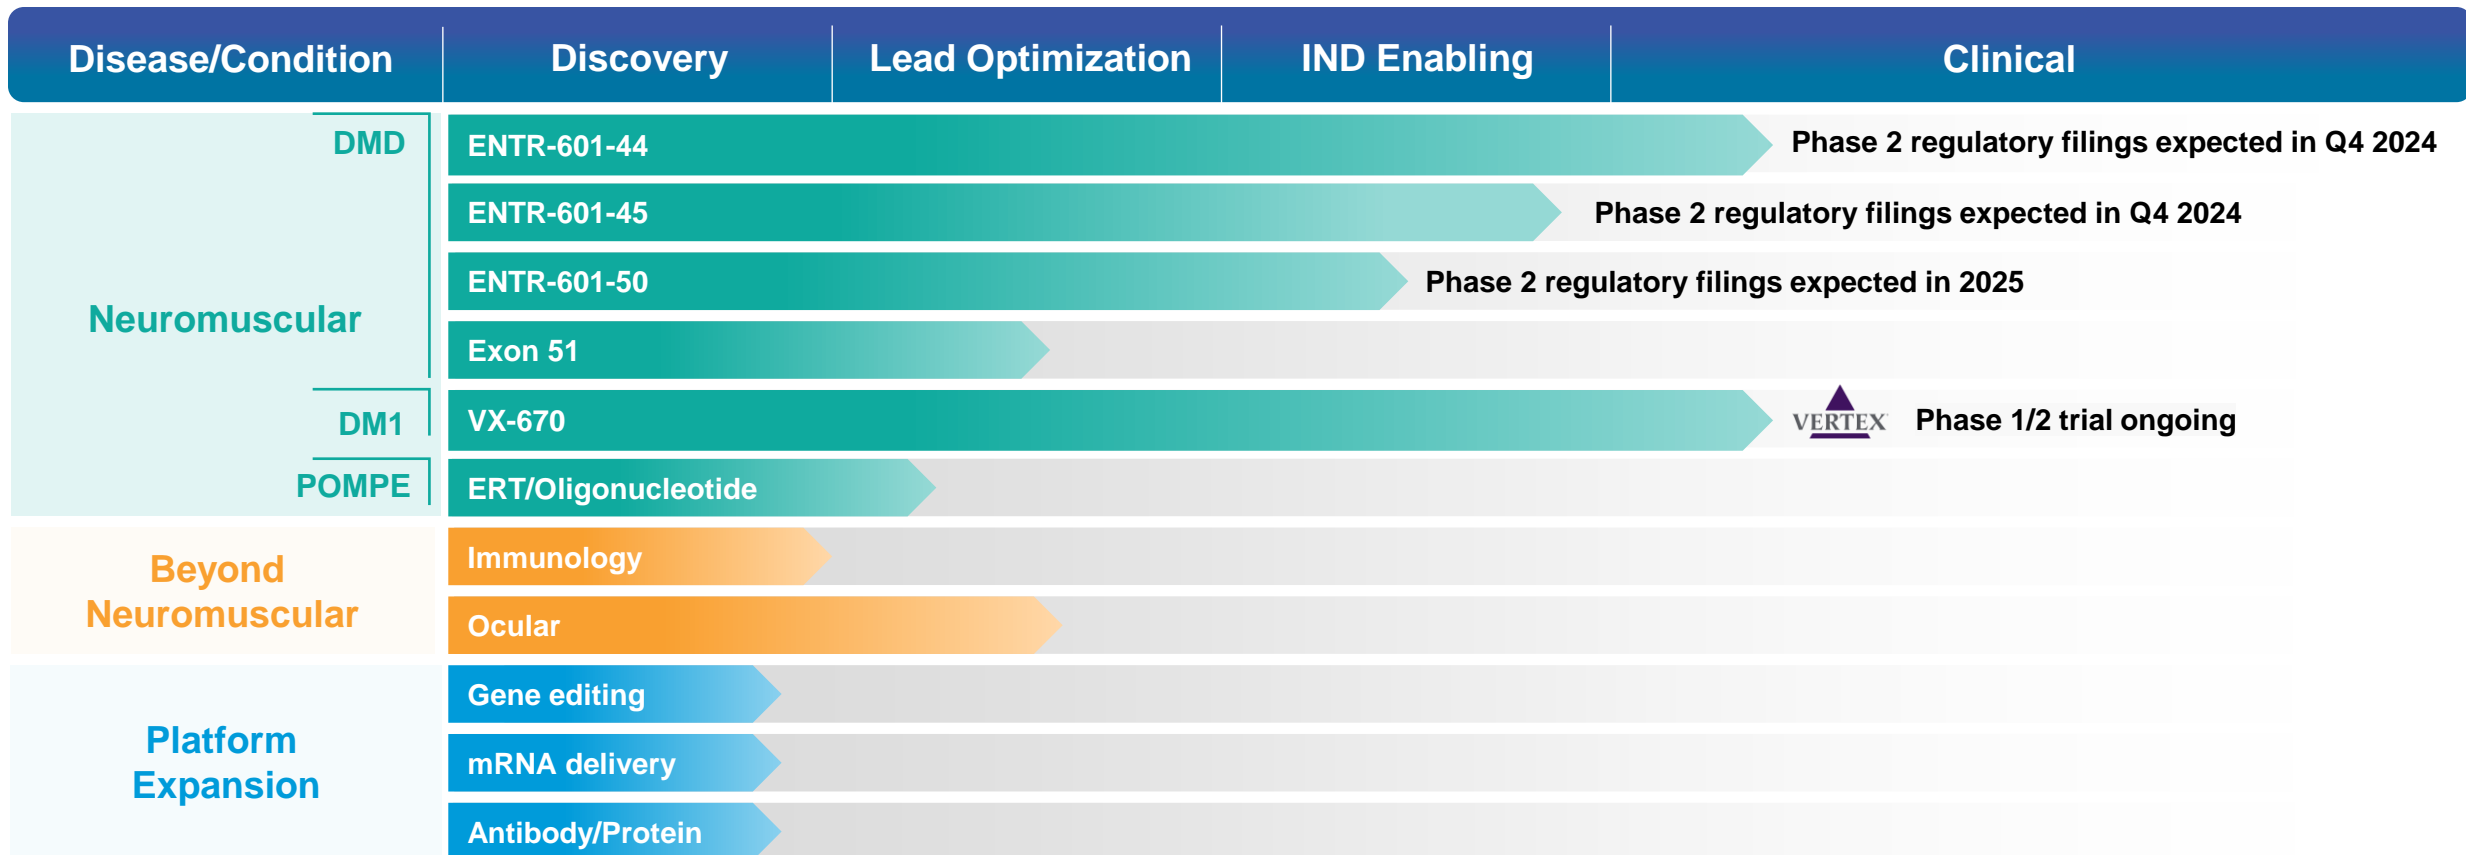 Disease/Condition
Discovery
Lead Optimization
IND Enabling
Clinical
Neuromuscular
DMD
ENTR-601-44
Phase 2 regulatory filings expected in Q4 2024
ENTR-601-45
Phase 2 regulatory filings expected in Q4 2024
ENTR-601-50
Phase 2 regulatory filings expected in 2025
Exon 51
DM1
VX-670
VERTEX
Phase 1/2 trial ongoing
POMPE
ERT/Oligonucleotide
Beyond
Neuromuscular
Immunology
Ocular
Platform
Expansion
Gene editing
mRNA delivery
Antibody/Protein